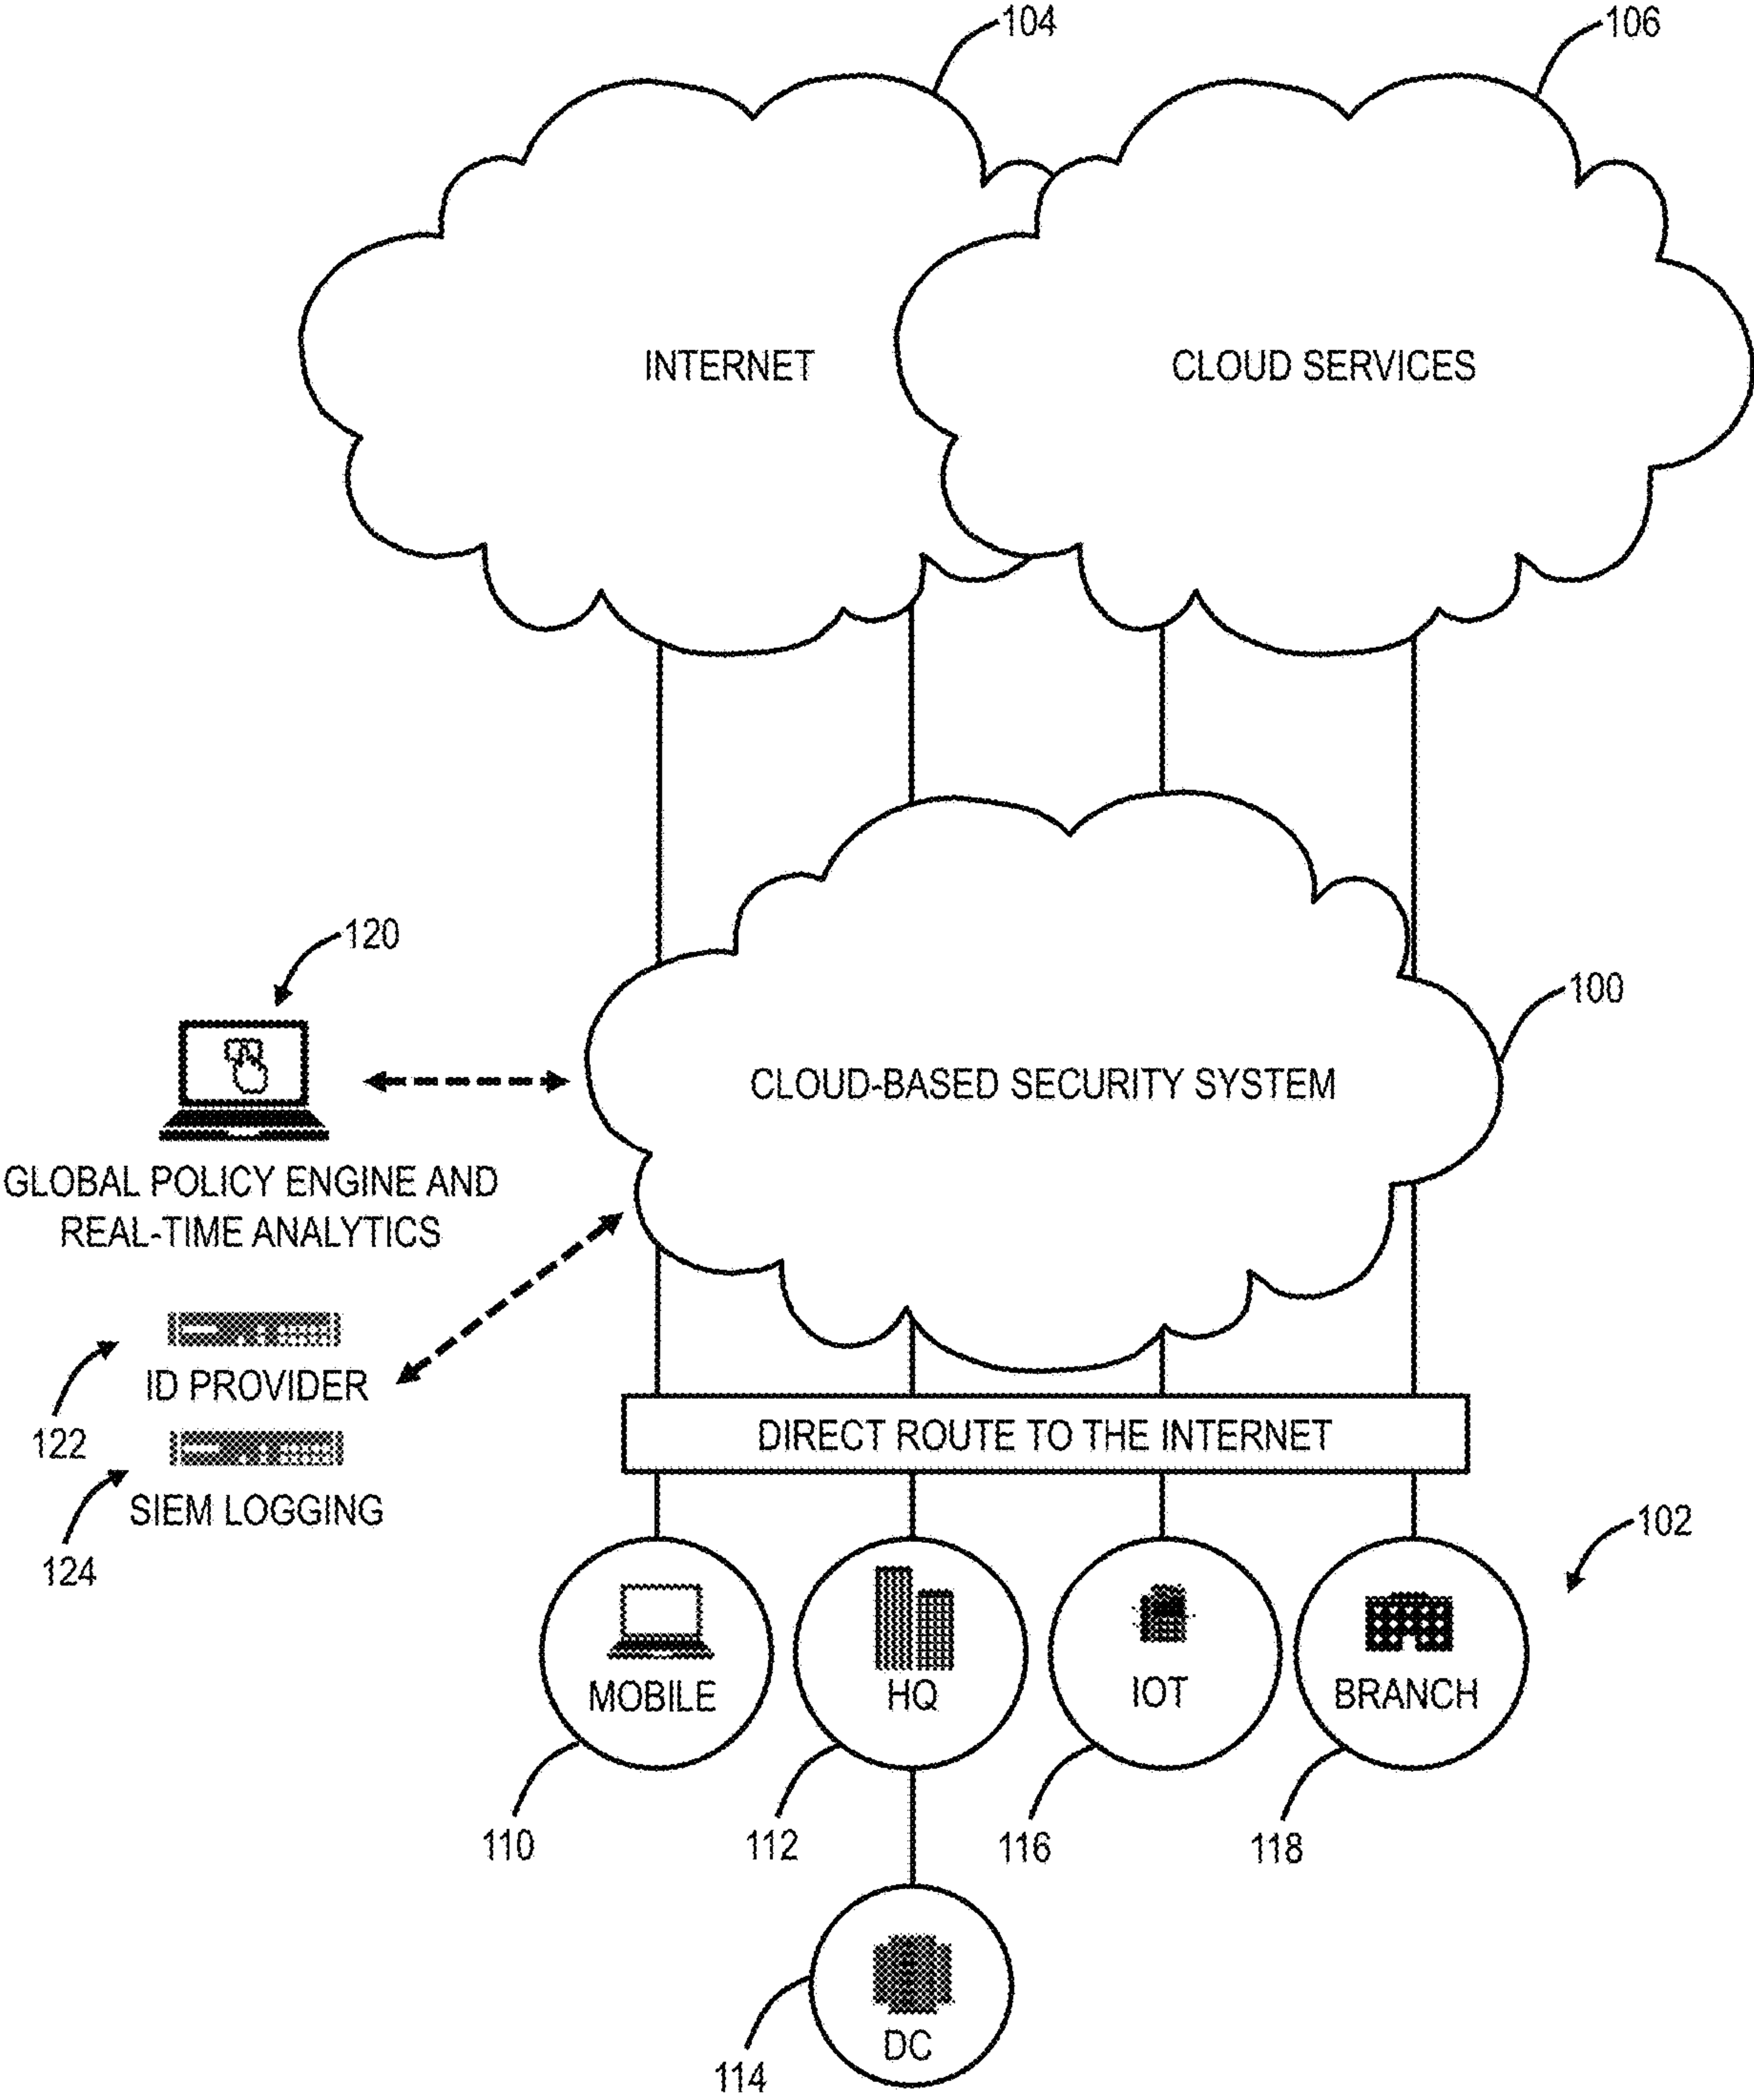 104
106
INTERNET
CLOUD SERVICES
120
100
CLOUD-BASED SECURITY SYSTEM
GLOBAL POLICY ENGINE AND
REAL-TIME ANALYTICS
ID PROVIDER
122
DIRECT ROUTE TO THE INTERNET
SIEM LOGGING
124
102
MOBILE
HQ
IOT
BRANCH
110
112
116
118
DC
114